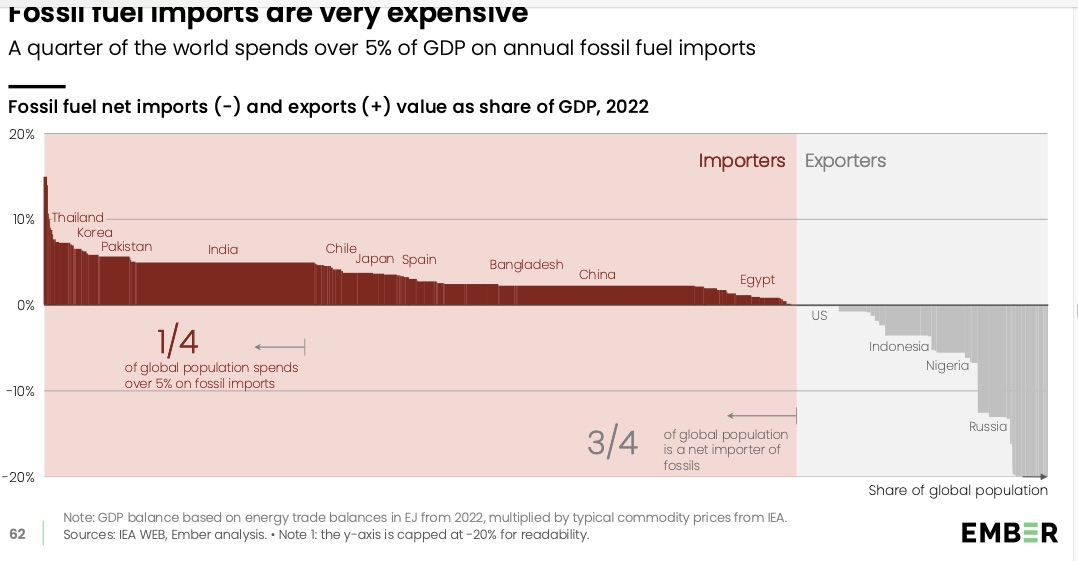 Fossil fuel imports are very expensive
A quarter of the world spends over 5% of GDP on annual fossil fuel imports
Fossil fuel net imports (-) and exports (+) value as share of GDP, 2022
20%
Importers
Exporters
10%
Thailand
Korea
Pakistan
India
Chile
Japan
Spain
Bangladesh
China
Egypt
0%
US
1/4
of global population spends
over 5% on fossil imports
Indonesia
Nigeria
-10%
3/4
of global population
is a net importer of
fossils
Russia
-20%
Share of global population
Note: GDP balance based on energy trade balances in EJ from 2022, multiplied by typical commodity prices from IEA.
62
Sources: IEA WEB, Ember analysis. • Note 1: the y-axis is capped at -20% for readability.
EMBER